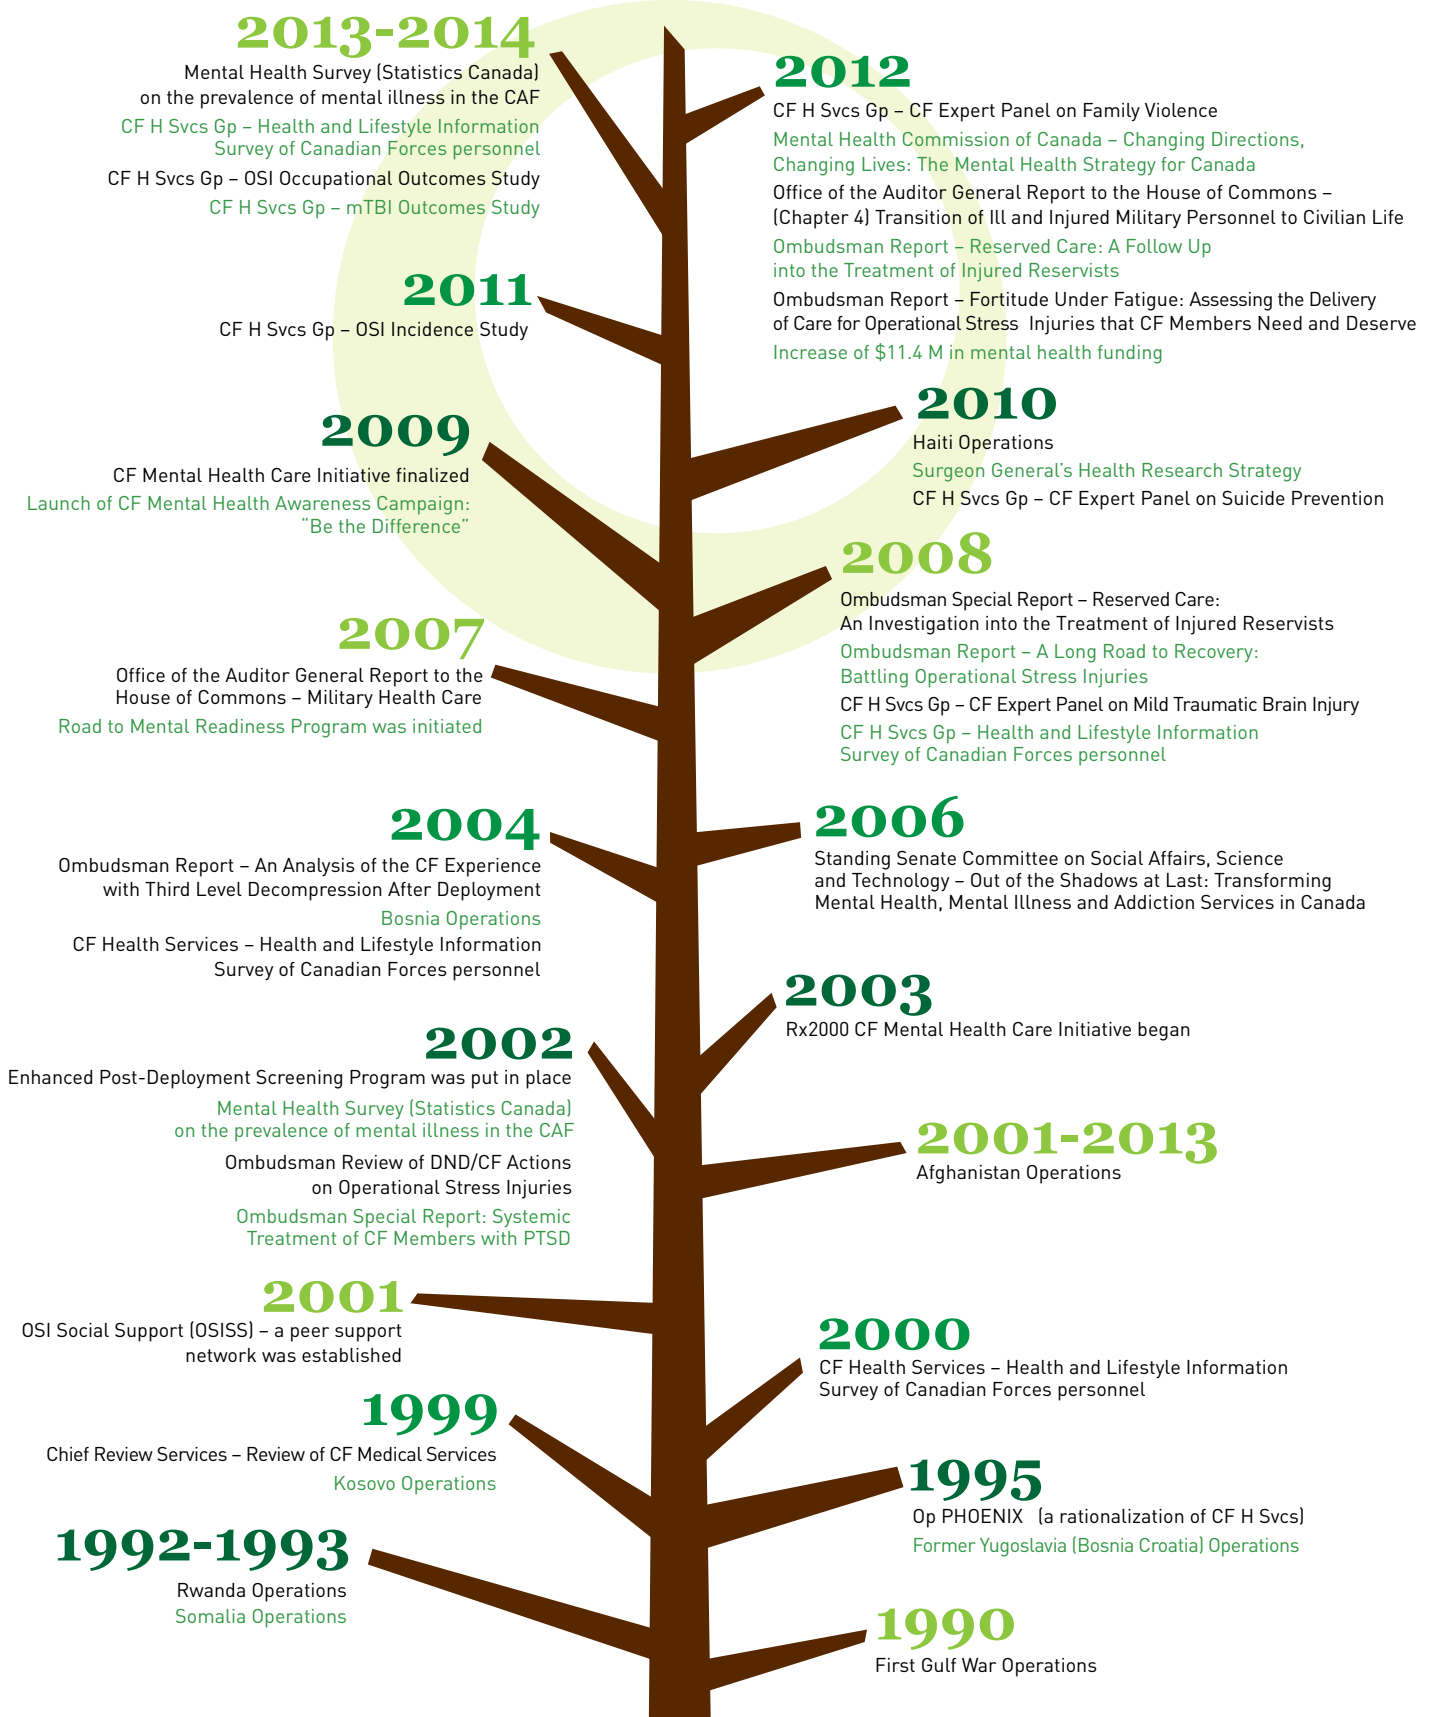 2013-2014
Mental Health Survey (Statistics Canada)
on the prevalence of mental illness in the CAF
CF H Svcs Gp – Health and Lifestyle Information
Survey of Canadian Forces personnel
CF H Svcs Gp – OSI Occupational Outcomes Study
CF H Svcs Gp – mTBI Outcomes Study
2012
CF H Svcs Gp – CF Expert Panel on Family Violence
Mental Health Commission of Canada – Changing Directions,
Changing Lives: The Mental Health Strategy for Canada
Office of the Auditor General Report to the House of Commons –
(Chapter 4) Transition of Ill and Injured Military Personnel to Civilian Life
Ombudsman Report – Reserved Care: A Follow Up
into the Treatment of Injured Reservists
Ombudsman Report – Fortitude Under Fatigue: Assessing the Delivery
of Care for Operational Stress Injuries that CF Members Need and Deserve
Increase of $11.4 M in mental health funding
2011
CF H Svcs Gp – OSI Incidence Study
2010
Haiti Operations
Surgeon General's Health Research Strategy
CF H Svcs Gp – CF Expert Panel on Suicide Prevention
2009
CF Mental Health Care Initiative finalized
Launch of CF Mental Health Awareness Campaign:
"Be the Difference"
2008
Ombudsman Special Report – Reserved Care:
An Investigation into the Treatment of Injured Reservists
Ombudsman Report – A Long Road to Recovery:
Battling Operational Stress Injuries
CF H Svcs Gp – CF Expert Panel on Mild Traumatic Brain Injury
CF H Svcs Gp – Health and Lifestyle Information
Survey of Canadian Forces personnel
2007
Office of the Auditor General Report to the
House of Commons – Military Health Care
Road to Mental Readiness Program was initiated
2006
Standing Senate Committee on Social Affairs, Science
and Technology – Out of the Shadows at Last: Transforming
Mental Health, Mental Illness and Addiction Services in Canada
2004
Ombudsman Report – An Analysis of the CF Experience
with Third Level Decompression After Deployment
Bosnia Operations
CF Health Services – Health and Lifestyle Information
Survey of Canadian Forces personnel
2003
Rx2000 CF Mental Health Care Initiative began
2002
Enhanced Post-Deployment Screening Program was put in place
Mental Health Survey (Statistics Canada)
on the prevalence of mental illness in the CAF
Ombudsman Review of DND/CF Actions
on Operational Stress Injuries
Ombudsman Special Report: Systemic
Treatment of CF Members with PTSD
2001-2013
Afghanistan Operations
2001
OSI Social Support (OSISS) – a peer support
network was established
2000
CF Health Services – Health and Lifestyle Information
Survey of Canadian Forces personnel
1999
Chief Review Services – Review of CF Medical Services
Kosovo Operations
1995
Op PHOENIX (a rationalization of CF H Svcs)
Former Yugoslavia (Bosnia Croatia) Operations
1992-1993
Rwanda Operations
Somalia Operations
1990
First Gulf War Operations